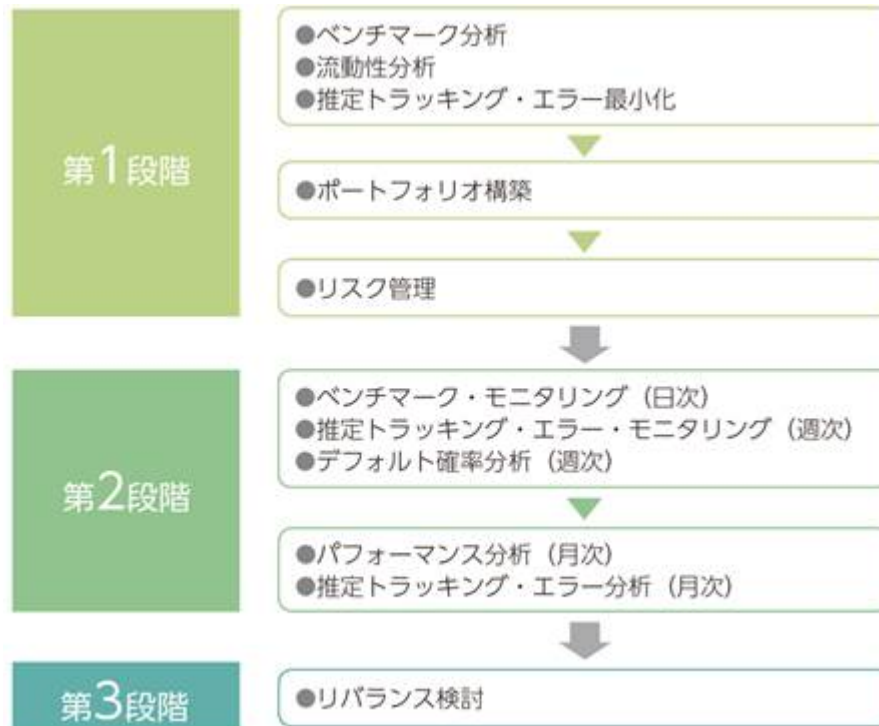 第1段階
●ベンチマーク分析
●流動性分析
●推定トラッキング・エラー最小化
●ポートフォリオ構築
●リスク管理
第2段階
●ベンチマーク・モニタリング（日次）
●推定トラッキング・エラー・モニタリング（週次）
●デフォルト確率分析（週次）
●パフォーマンス分析（月次）
●推定トラッキング・エラー分析（月次）
第3段階
●リバランス検討